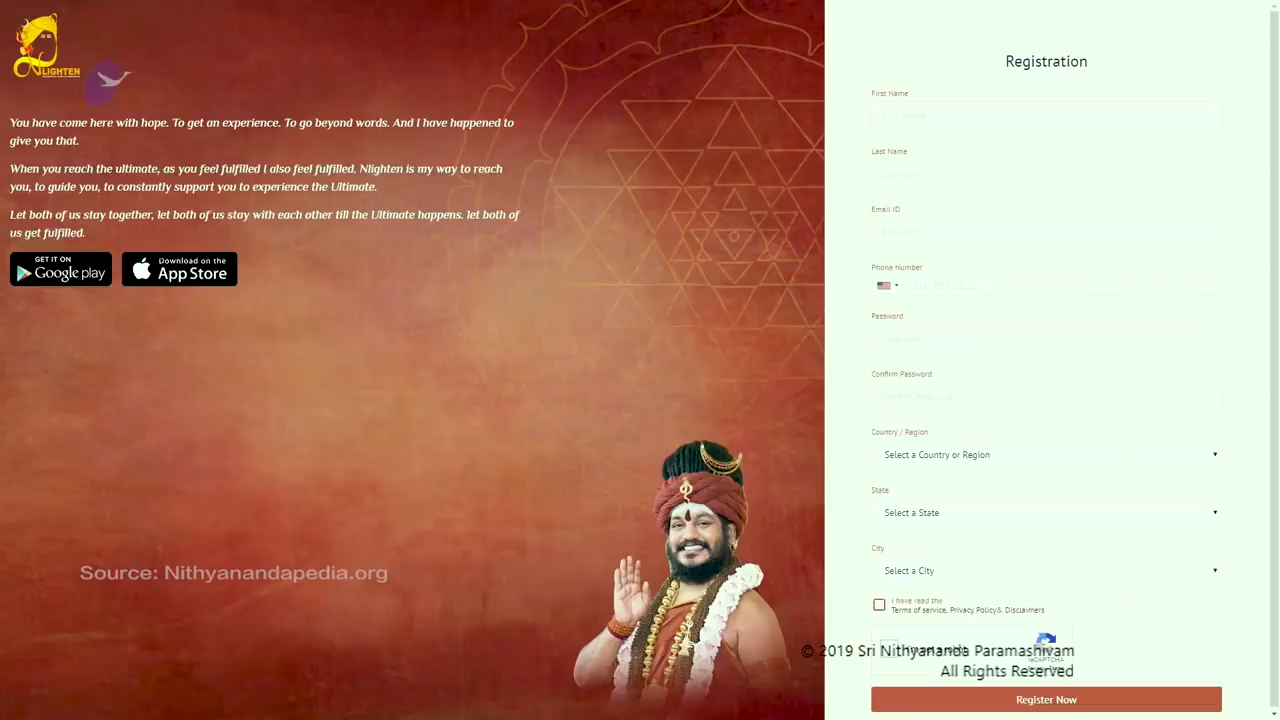 NLIGHTEN
You have come here with hope. To get an experience. To go beyond words. And I have happened to
give you that.
When you reach the ultimate, as you feel fulfilled I also feel fulfilled. Nlighten is my way to reach
you, to guide you, to constantly support you to experience the Ultimate.
Let both of us stay together, let both of us stay with each other till the Ultimate happens. let both of
us get fulfilled.
GET IT ON
Google play
Download on the
App Store
Source: Nithyanandapedia.org
Registration
First Name
Last Name
Email ID
Phone Number
Password
Confirm Password
Country / Region
Select a Country or Region
State
Select a State
City
Select a City
I have read the
Terms of service, Privacy Policy& Disclaimers
reCAPTCHA
© 2019 Sri Nithyananda Paramashivam
All Rights Reserved
Register Now